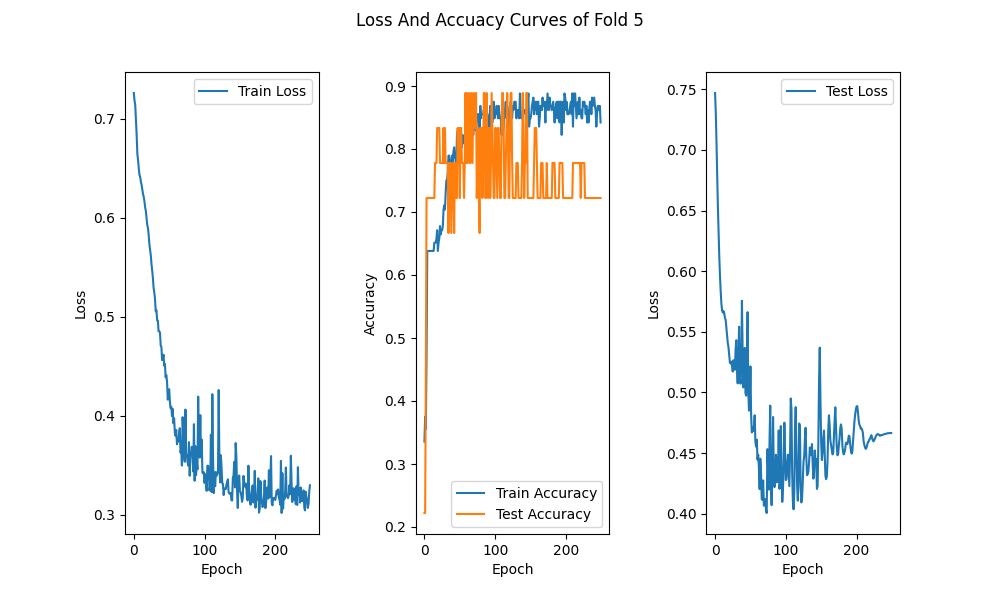 Loss And Accuacy Curves of Fold 5
Train Loss
0.7
0.6
0.5
0.4
0.3
Loss
0
100
200
Epoch
0.9
0.8
0.7
0.6
0.5
0.4
0.3
0.2
Accuracy
Train Accuracy
Test Accuracy
0
100
200
Epoch
Test Loss
0.75
0.70
0.65
0.60
0.55
0.50
0.45
0.40
Loss
0
100
200
Epoch